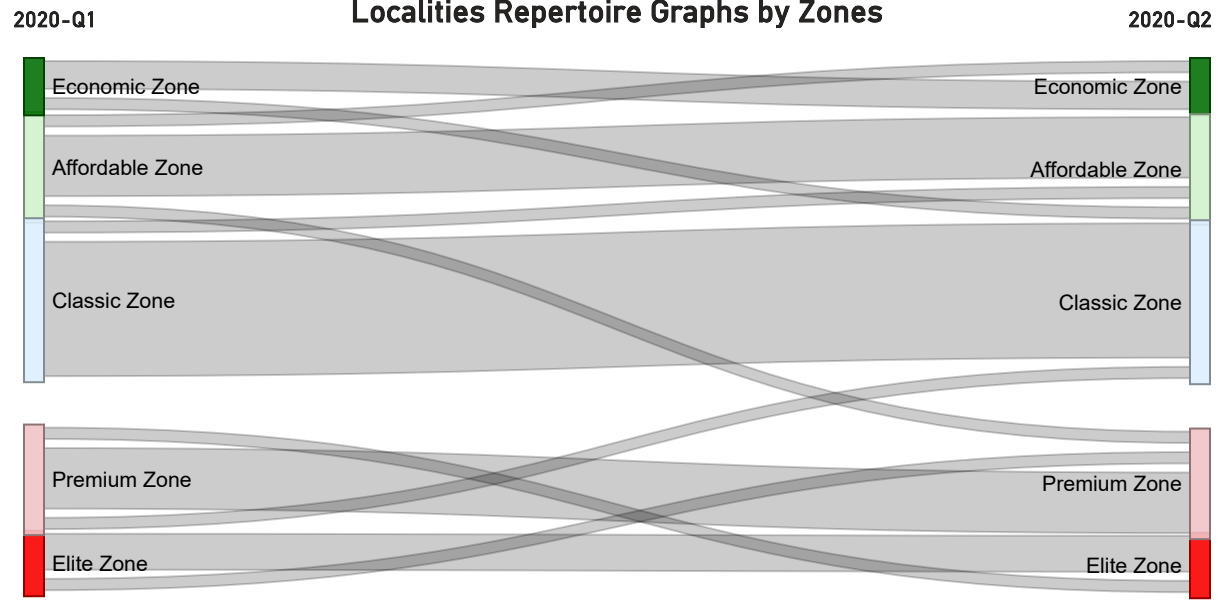 Localities Repertoire Graphs by Zones
2020-Q1
2020-Q2
Economic Zone
Economic Zone
Affordable Zone
Affordable Zone
Classic Zone
Classic Zone
Premium Zone
Premium Zone
Elite Zone
Elite Zone